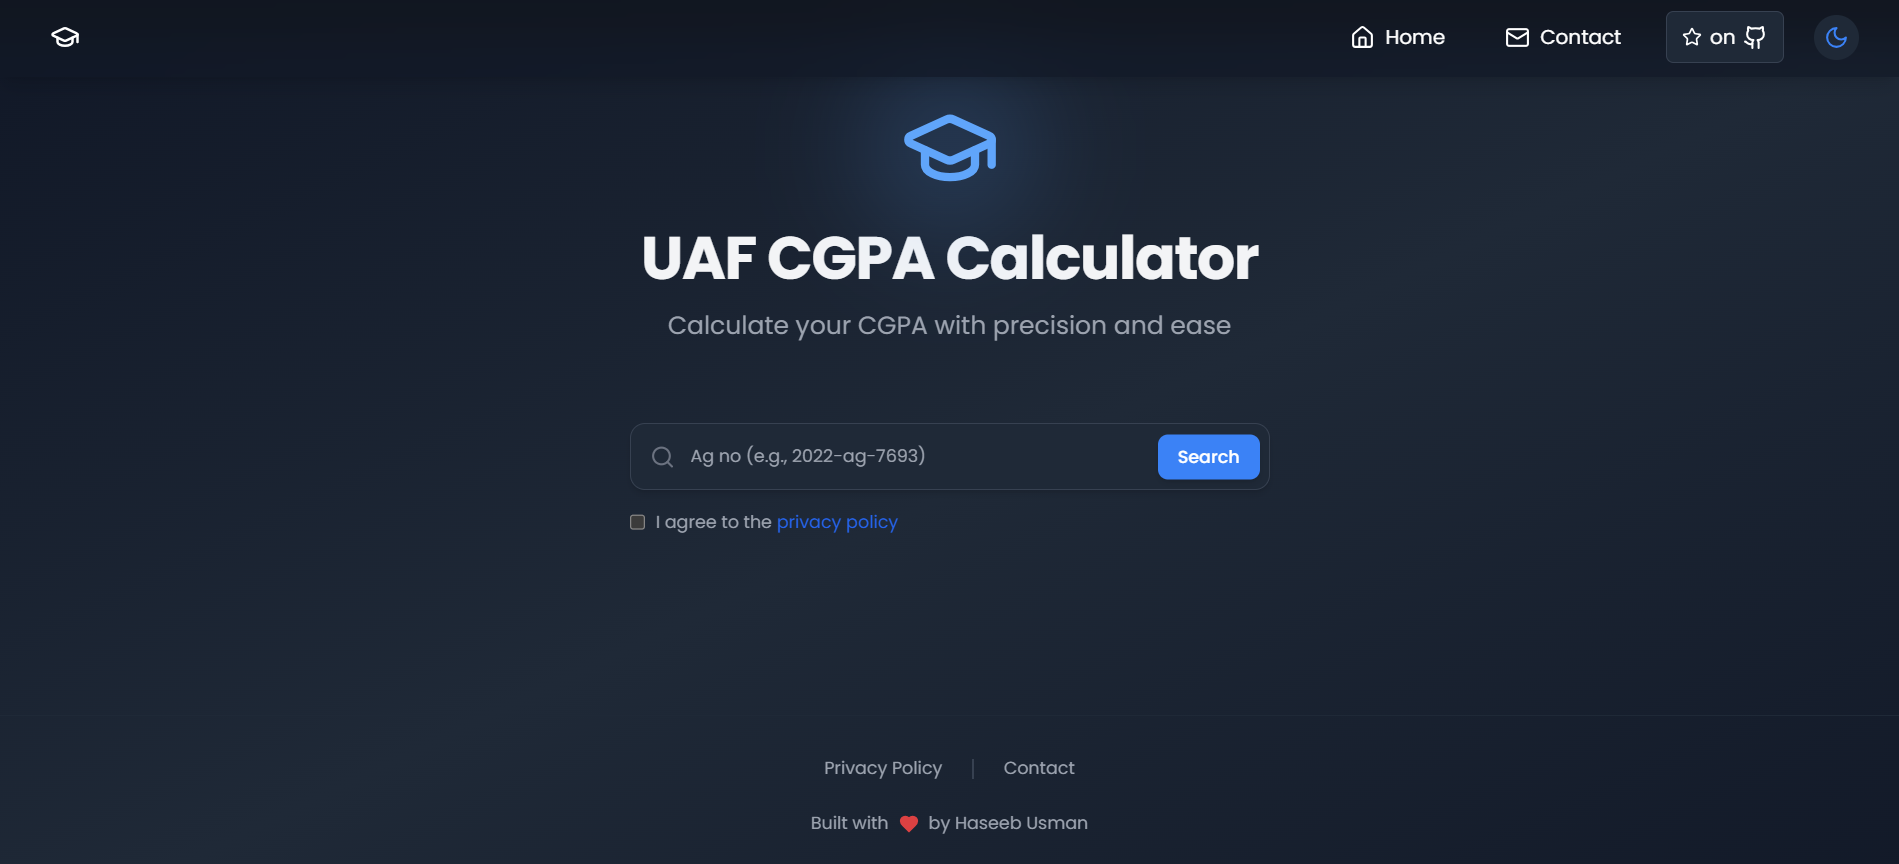 Home Contact on
UAF CGPA Calculator
Calculate your CGPA with precision and ease
Ag no (e.g., 2022-ag-7693) Search
I agree to the privacy policy
Privacy Policy | Contact
Built with ❤ by Haseeb Usman